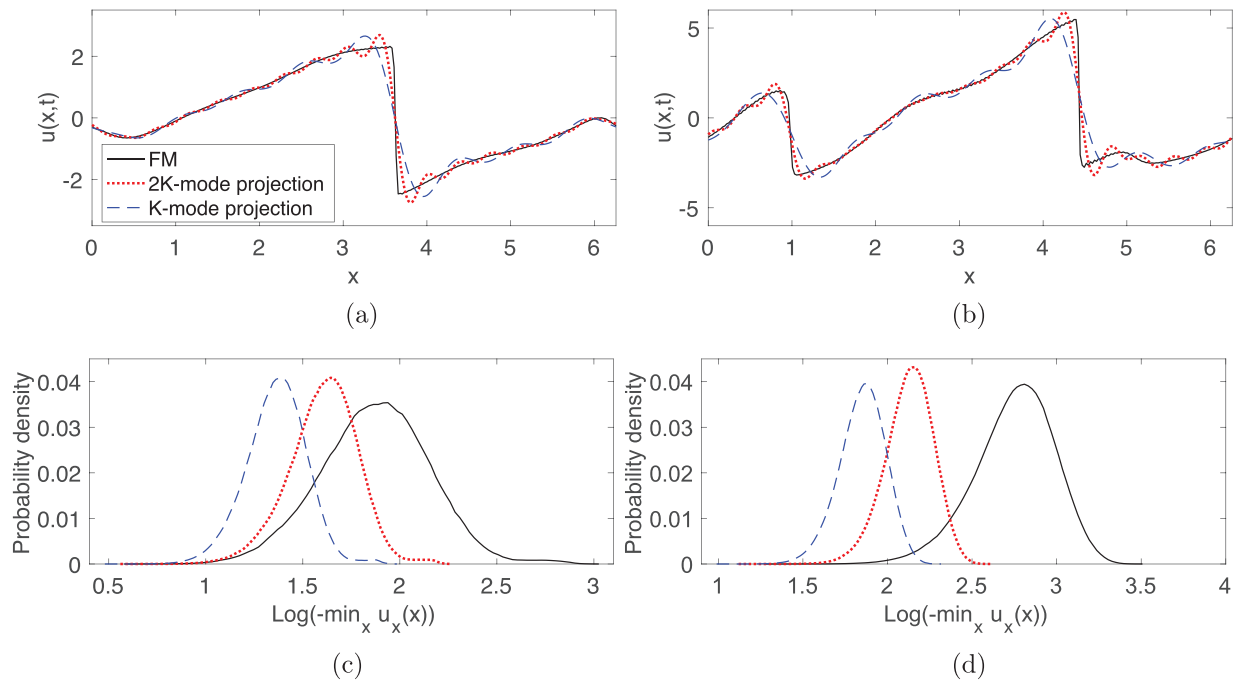 2
0
-2
u(x,t)
FM
2K-mode projection
K-mode projection
0 1 2 3 4 5 6
x
(a)
5
0
-5
u(x,t)
0 1 2 3 4 5 6
x
(b)
0.04
0.03
0.02
0.01
0
Probability density
0.5 1 1.5 2 2.5 3
Log(-min_x u_x(x))
(c)
0.04
0.03
0.02
0.01
0
Probability density
1 1.5 2 2.5 3 3.5 4
Log(-min_x u_x(x))
(d)